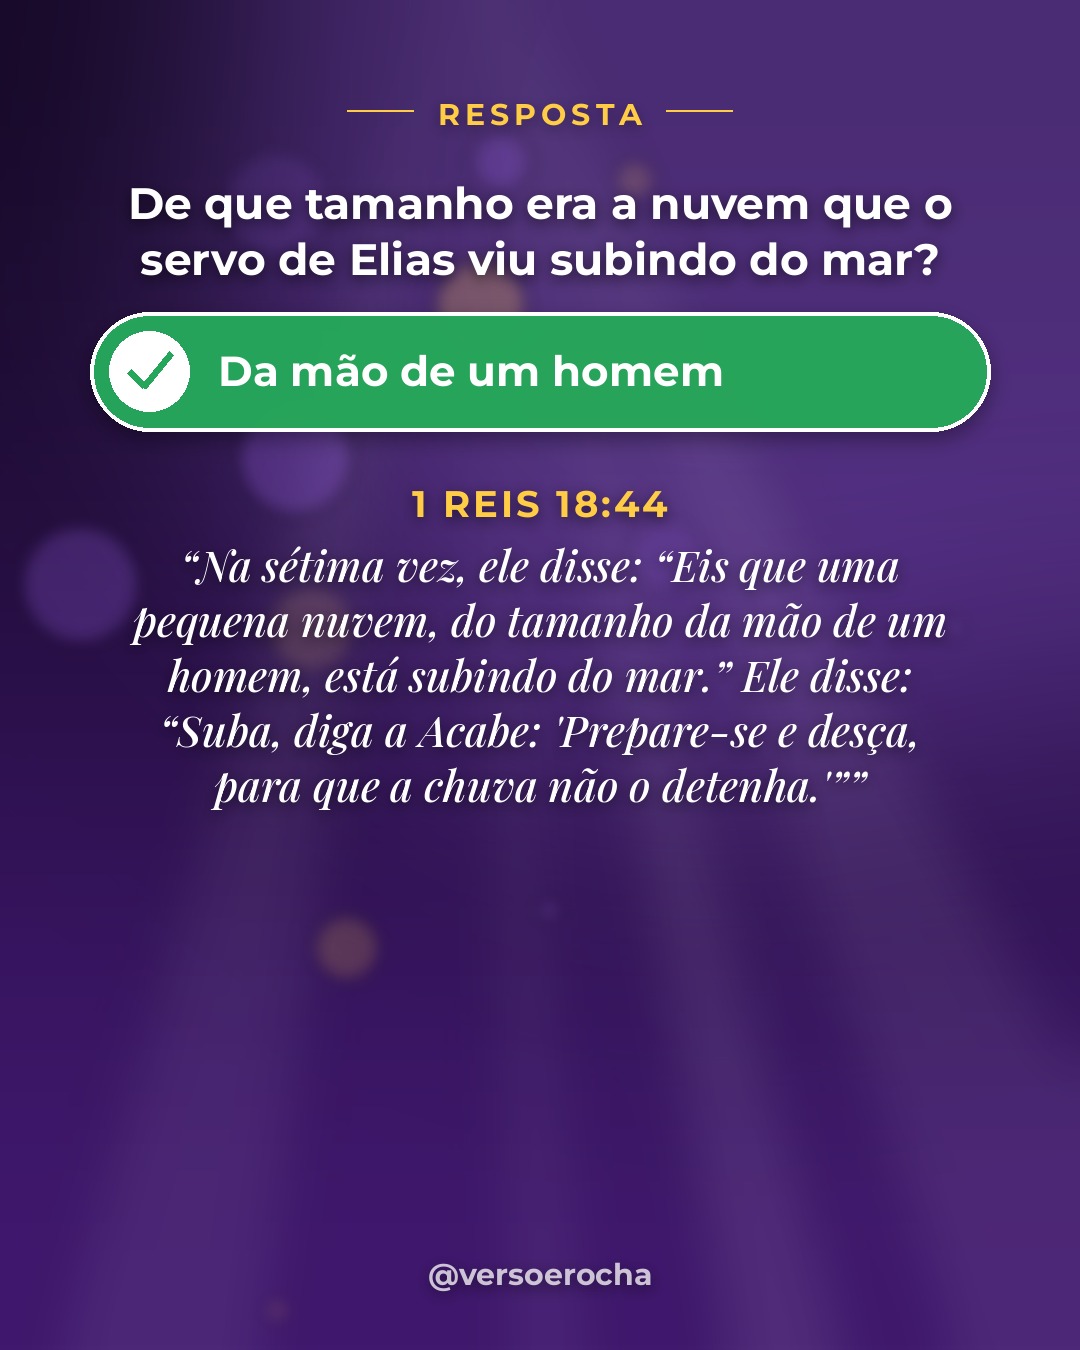 RESPOSTA
De que tamanho era a nuvem que o
servo de Elias viu subindo do mar?
Da mão de um homem
1 REIS 18:44
“Na sétima vez, ele disse: “Eis que uma
pequena nuvem, do tamanho da mão de um
homem, está subindo do mar.” Ele disse:
“Suba, diga a Acabe: 'Prepare-se e desça,
para que a chuva não o detenha.'””
@versoerocha